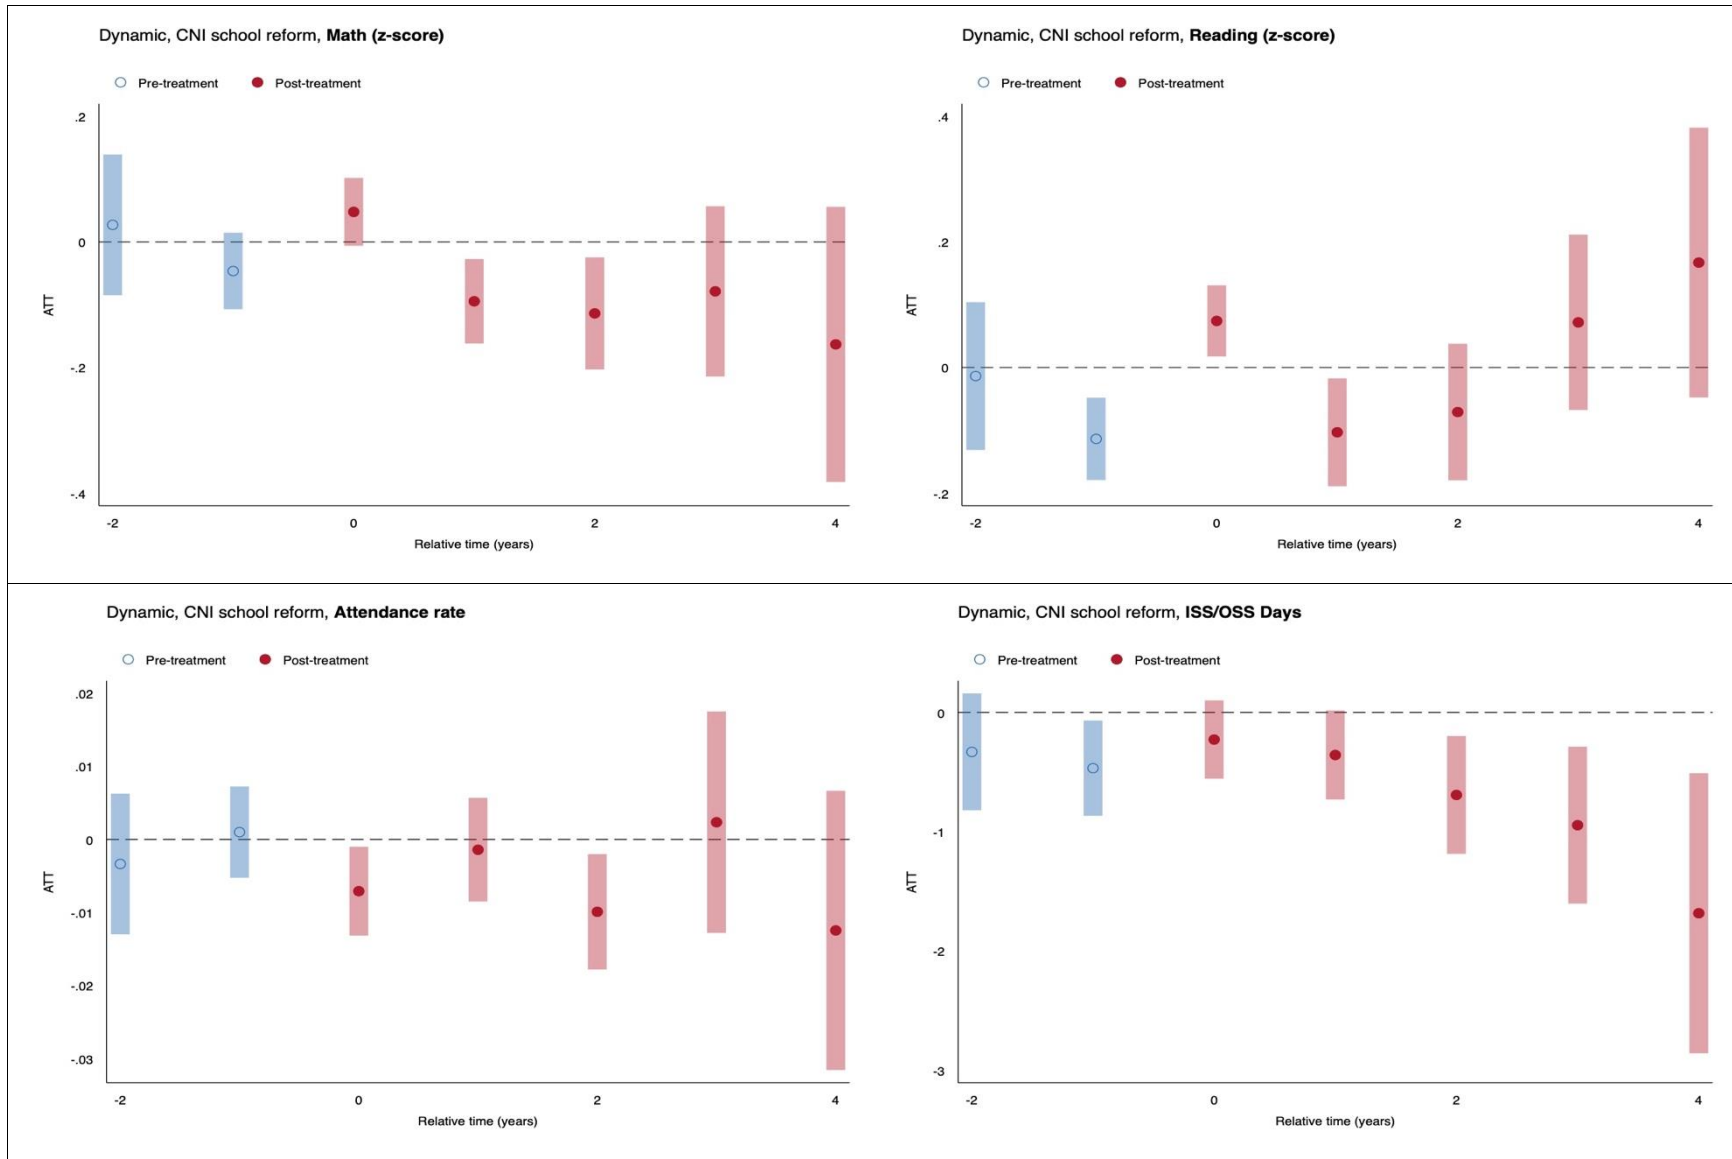 Dynamic, CNI school reform, Math (z-score)
Pre-treatment Post-treatment
.2
0
-.2
-.4
ATT
-2 0 2 4
Relative time (years)
Dynamic, CNI school reform, Reading (z-score)
Pre-treatment Post-treatment
.4
.2
0
-.2
ATT
-2 0 2 4
Relative time (years)
Dynamic, CNI school reform, Attendance rate
Pre-treatment Post-treatment
.02
.01
0
-.01
-.02
-.03
ATT
-2 0 2 4
Relative time (years)
Dynamic, CNI school reform, ISS/OSS Days
Pre-treatment Post-treatment
0
-1
-2
-3
ATT
-2 0 2 4
Relative time (years)